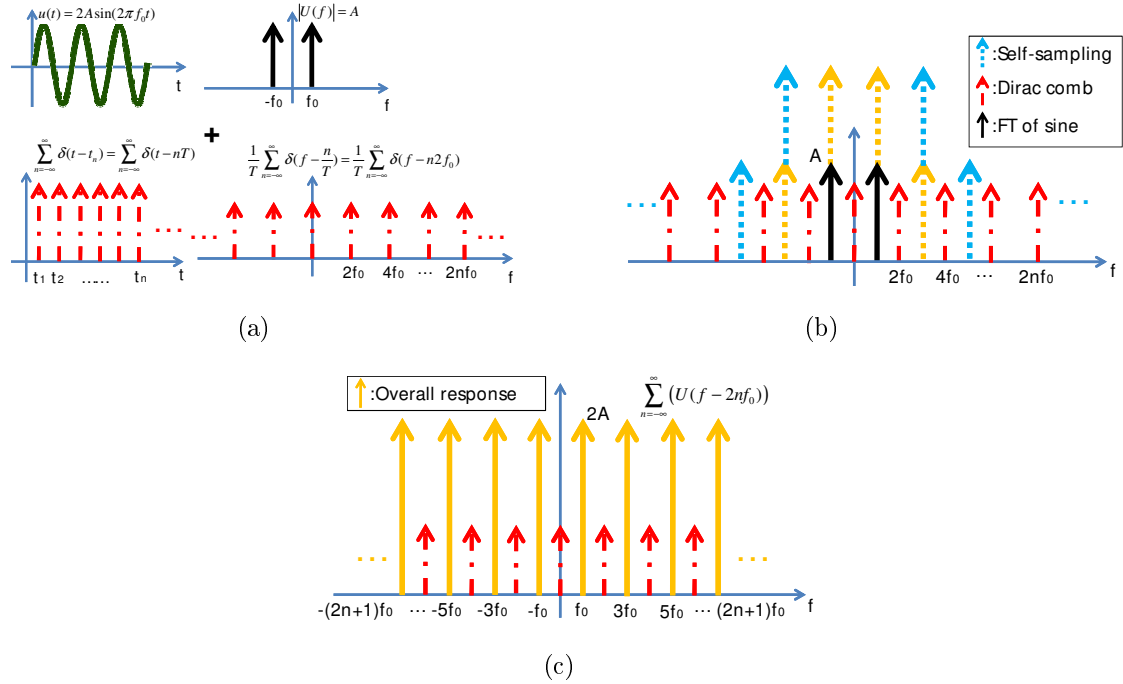 u(t) = 2A sin(2πf₀t)
|U(f)| = A
t
-f₀ f₀
f
+
∑_{n=-∞}^{∞} δ(t-t_n) = ∑_{n=-∞}^{∞} δ(t-nT)
1/T ∑_{n=-∞}^{∞} δ(f-n/T) = 1/T ∑_{n=-∞}^{∞} δ(f-n2f₀)
... ... ...
t₁ t₂ ...... t_n t
2f₀ 4f₀ ... 2nf₀ f
(a)
:Self-sampling
:Dirac comb
:FT of sine
A
... ...
2f₀ 4f₀ ... 2nf₀ f
(b)
:Overall response
∑_{n=-∞}^{∞} (U(f-2nf₀))
2A
... ...
-(2n+1)f₀ ... -5f₀ -3f₀ -f₀ f₀ 3f₀ 5f₀ ... (2n+1)f₀ f
(c)